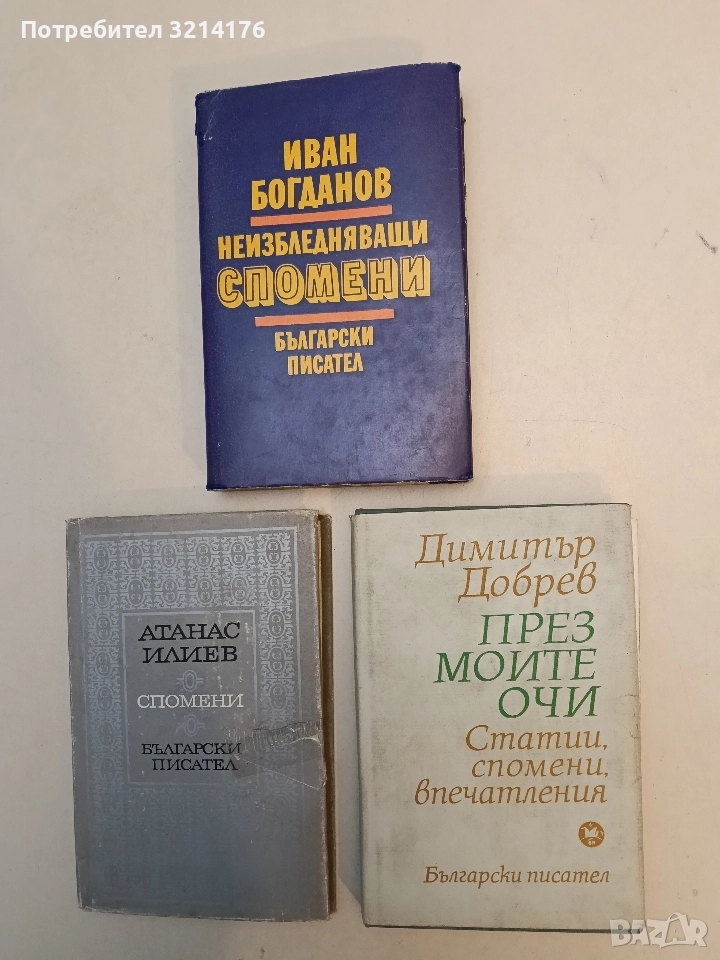 Потребител 3214176
ИВАН
БОГДАНОВ
НЕИЗБЛЕДНЯВАЩИ
СПОМЕНИ
БЪЛГАРСКИ
ПИСАТЕЛ
АТАНАС
ИЛИЕВ
СПОМЕНИ
БЪЛГАРСКИ
ПИСАТЕЛ
Димитър
Добрев
ПРЕЗ
МОИТЕ
ОЧИ
Статии,
спомени,
впечатления
Български писател
BAZAR